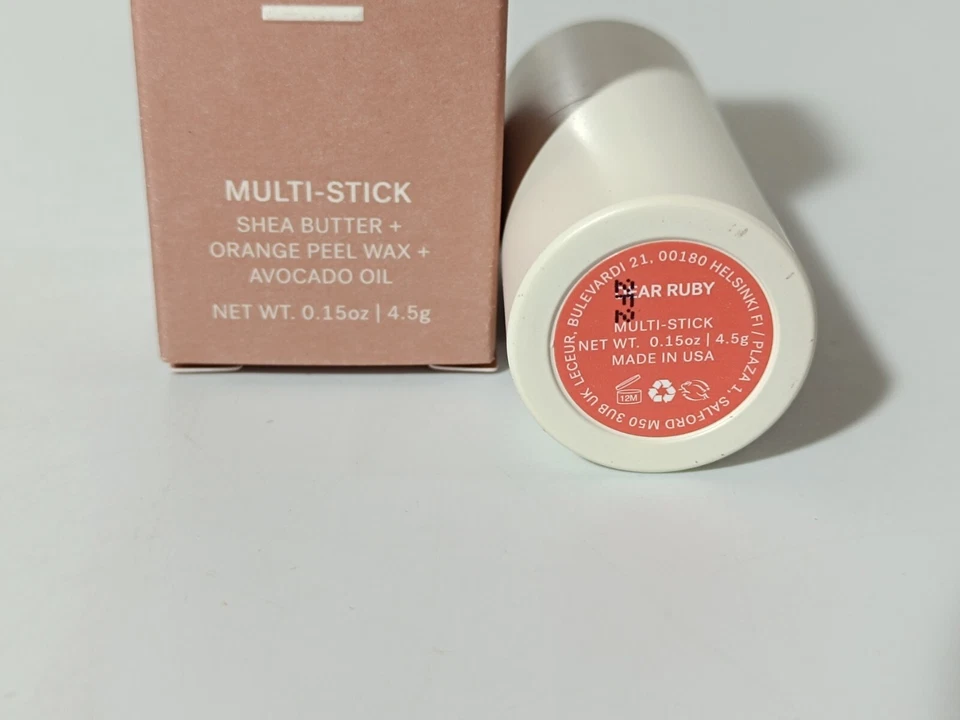 MULTI-STICK
SHEA BUTTER +
ORANGE PEEL WAX +
AVOCADO OIL
NET WT. 0.15oz | 4.5g
LECEUR, BULEVARDI 21, 00180 HELSINKI FI / PLAZA 1, SALFORD M50 3UB UK
RUBY
MULTI-STICK
NET WT. 0.15oz | 4.5g
MADE IN USA
12M